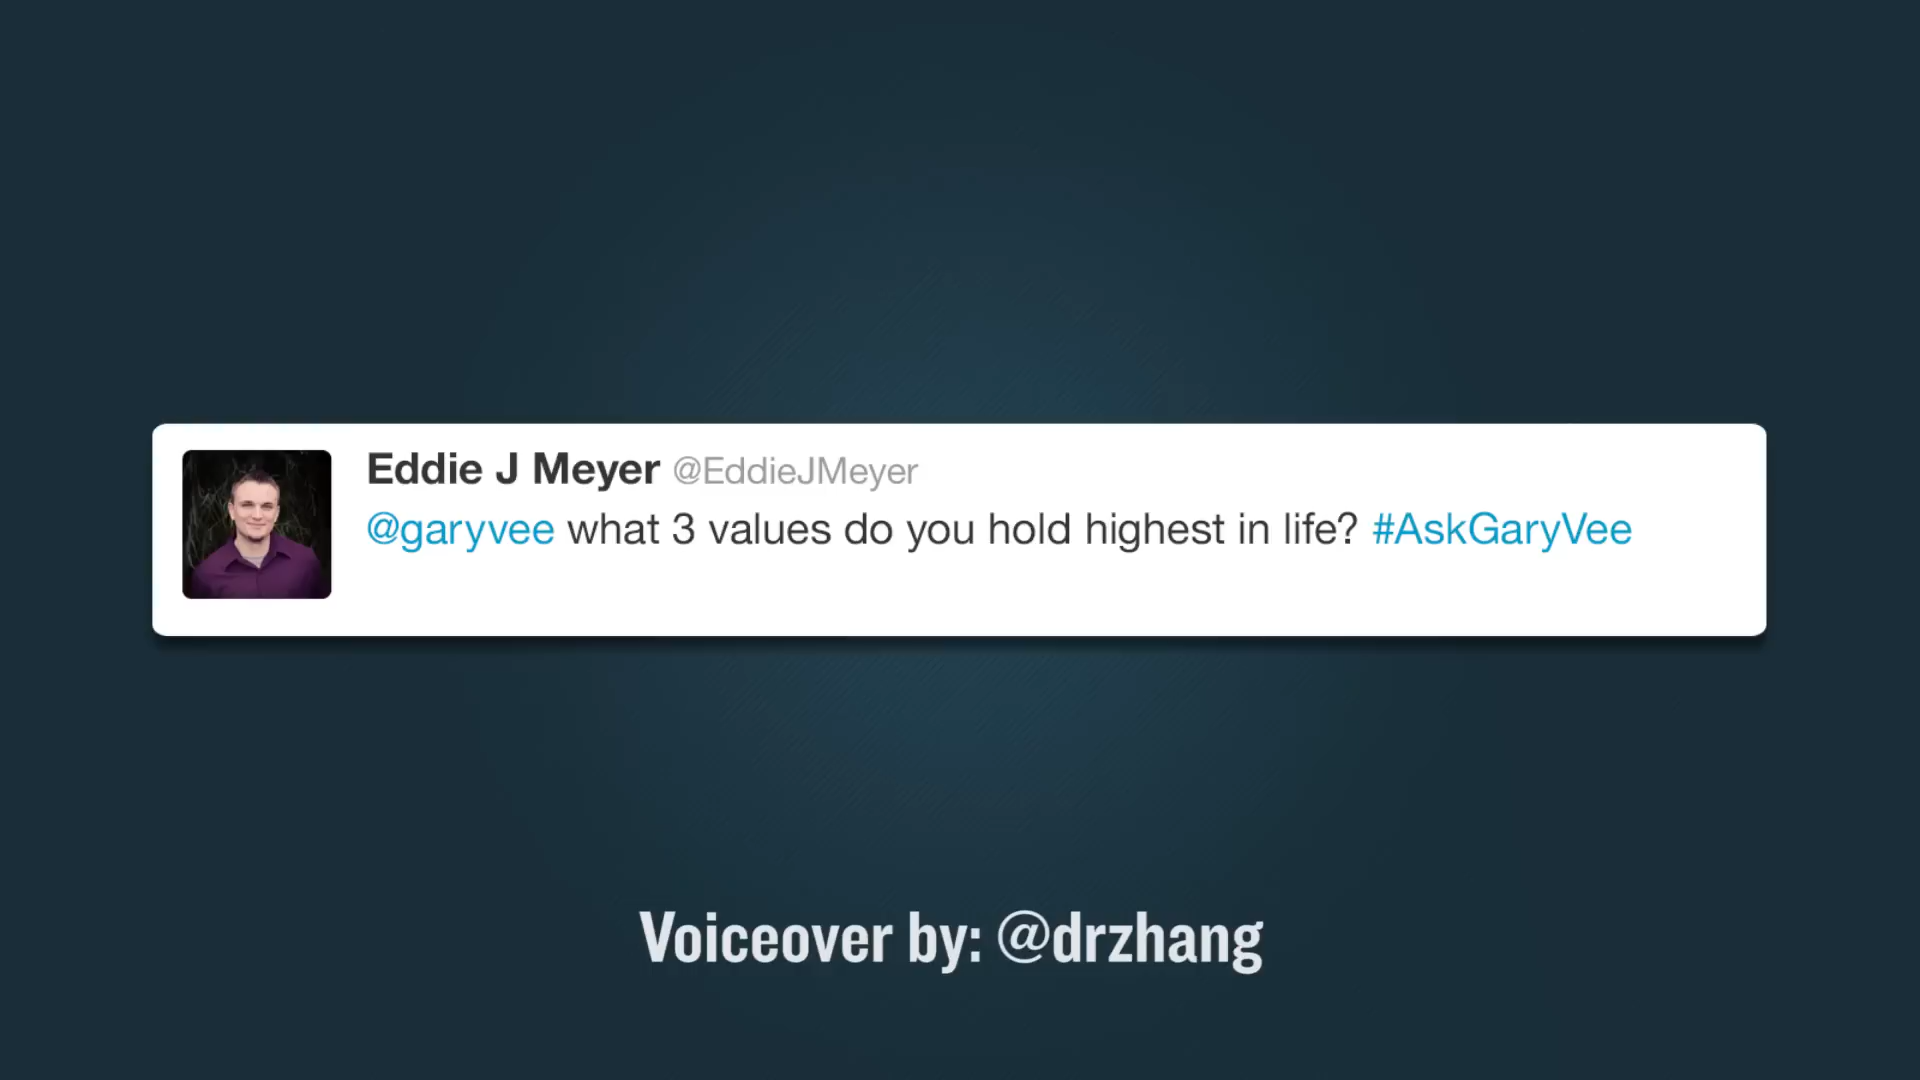 Eddie J Meyer @EddieJMeyer
@garyvee what 3 values do you hold highest in life? #AskGaryVee
Voiceover by: @drzhang